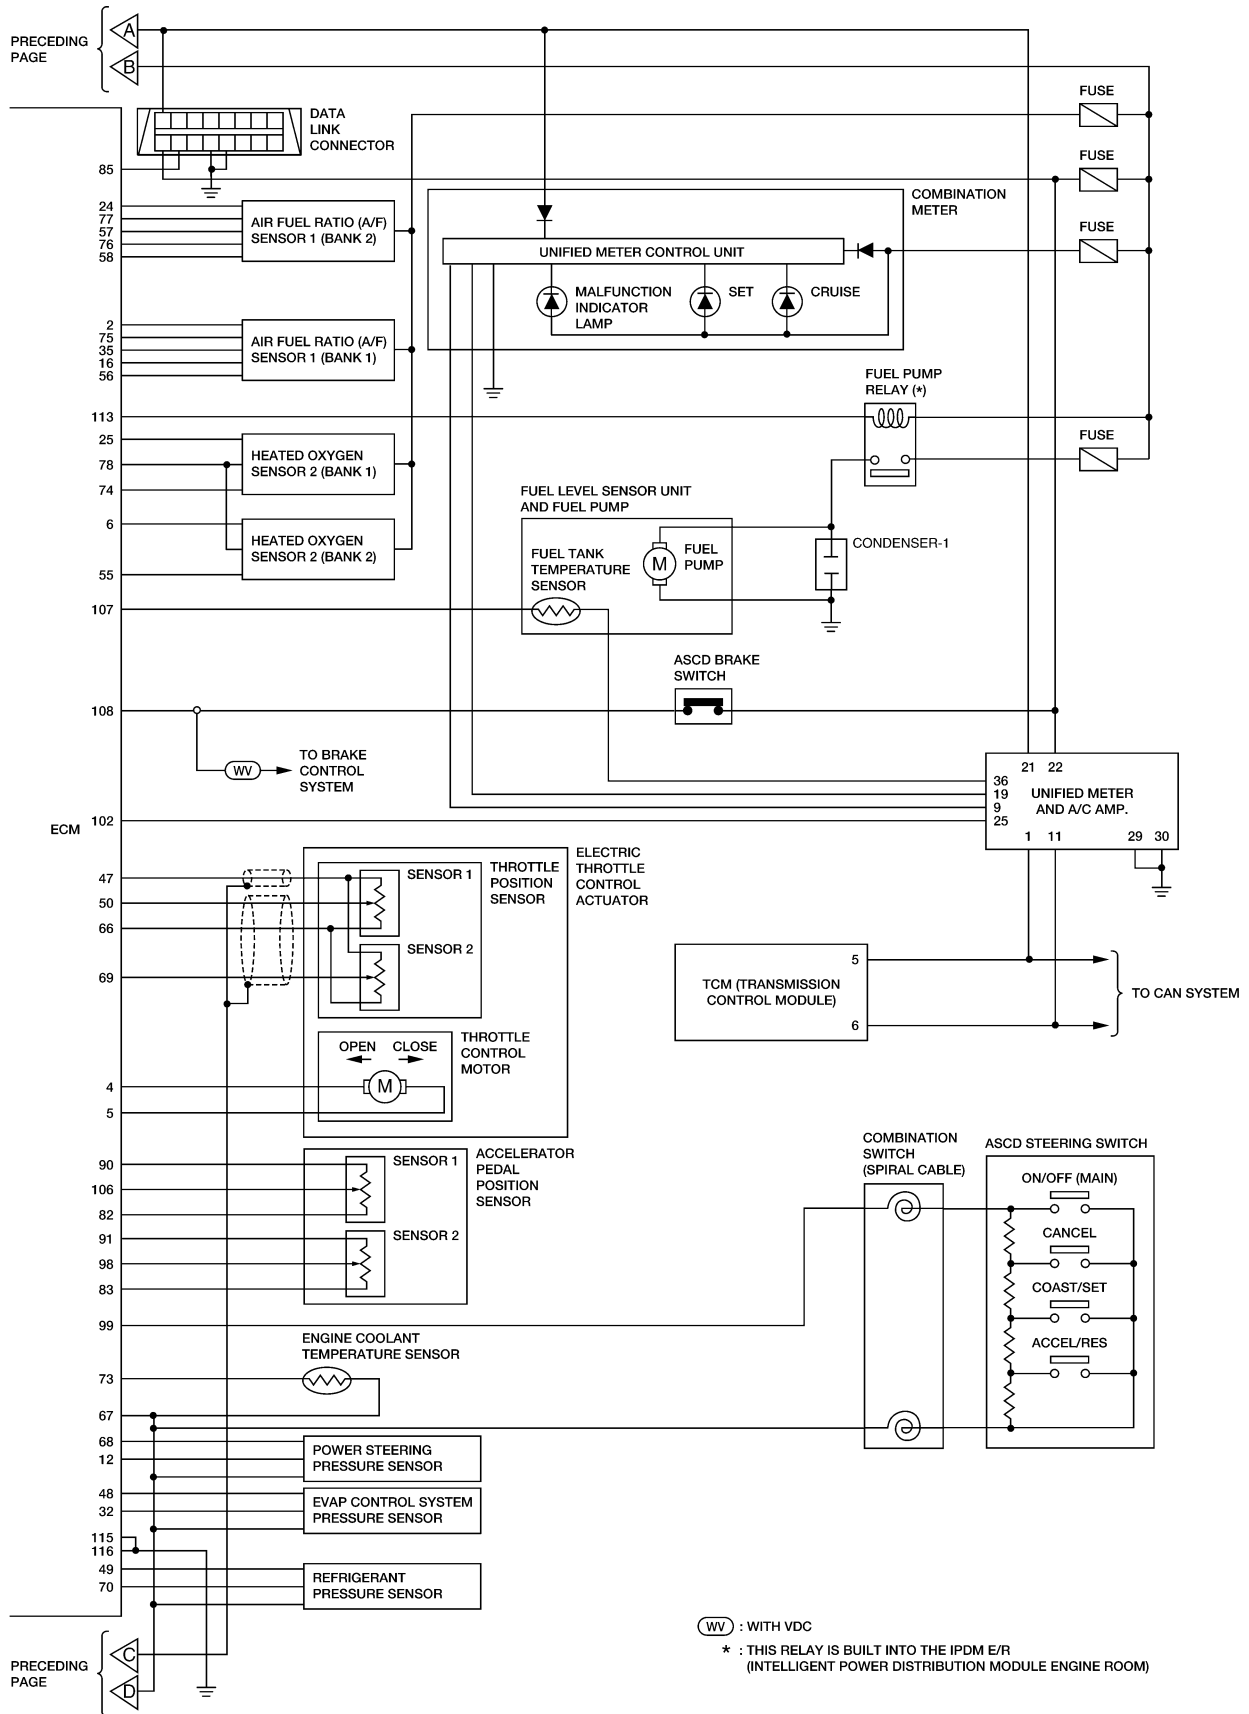 A
PRECEDING
PAGE
B
FUSE
DATA
LINK
CONNECTOR
FUSE
85
COMBINATION
METER
24
77
57
76
58
AIR FUEL RATIO (A/F)
SENSOR 1 (BANK 2)
FUSE
UNIFIED METER CONTROL UNIT
MALFUNCTION
INDICATOR
LAMP
SET
CRUISE
2
75
35
16
56
AIR FUEL RATIO (A/F)
SENSOR 1 (BANK 1)
FUEL PUMP
RELAY (*)
113
25
78
74
HEATED OXYGEN
SENSOR 2 (BANK 1)
FUSE
FUEL LEVEL SENSOR UNIT
AND FUEL PUMP
6
55
HEATED OXYGEN
SENSOR 2 (BANK 2)
FUEL TANK
TEMPERATURE
SENSOR
M
FUEL
PUMP
CONDENSER-1
107
ASCD BRAKE
SWITCH
108
WV
TO BRAKE
CONTROL
SYSTEM
21 22
36
19
9
25
UNIFIED METER
AND A/C AMP.
1 11 29 30
ECM
102
47
50
66
69
SENSOR 1
SENSOR 2
THROTTLE
POSITION
SENSOR
ELECTRIC
THROTTLE
CONTROL
ACTUATOR
TCM (TRANSMISSION
CONTROL MODULE)
5
6
TO CAN SYSTEM
OPEN CLOSE
M
THROTTLE
CONTROL
MOTOR
4
5
90
106
82
91
98
83
SENSOR 1
SENSOR 2
ACCELERATOR
PEDAL
POSITION
SENSOR
COMBINATION
SWITCH
(SPIRAL CABLE)
ASCD STEERING SWITCH
ON/OFF (MAIN)
CANCEL
COAST/SET
ACCEL/RES
99
ENGINE COOLANT
TEMPERATURE SENSOR
73
67
68
12
POWER STEERING
PRESSURE SENSOR
48
32
EVAP CONTROL SYSTEM
PRESSURE SENSOR
115
116
49
70
REFRIGERANT
PRESSURE SENSOR
C
PRECEDING
PAGE
D
WV : WITH VDC
* : THIS RELAY IS BUILT INTO THE IPDM E/R
(INTELLIGENT POWER DISTRIBUTION MODULE ENGINE ROOM)